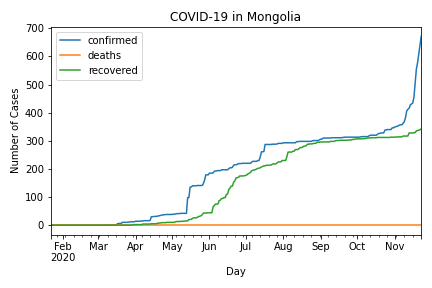 COVID-19 in Mongolia
confirmed
deaths
recovered
Number of Cases
700
600
500
400
300
200
100
0
Feb Mar Apr May Jun Jul Aug Sep Oct Nov
2020
Day